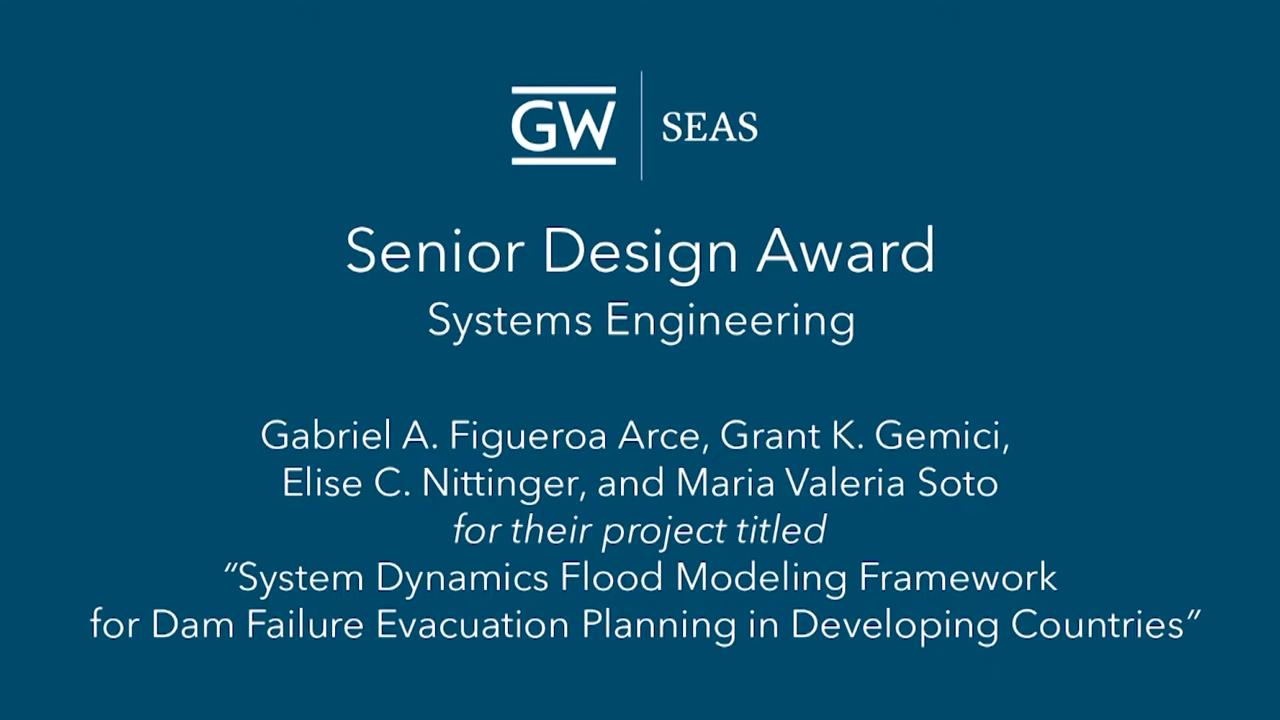 GW SEAS
Senior Design Award
Systems Engineering
Gabriel A. Figueroa Arce, Grant K. Gemici,
Elise C. Nittinger, and Maria Valeria Soto
for their project titled
“System Dynamics Flood Modeling Framework
for Dam Failure Evacuation Planning in Developing Countries”